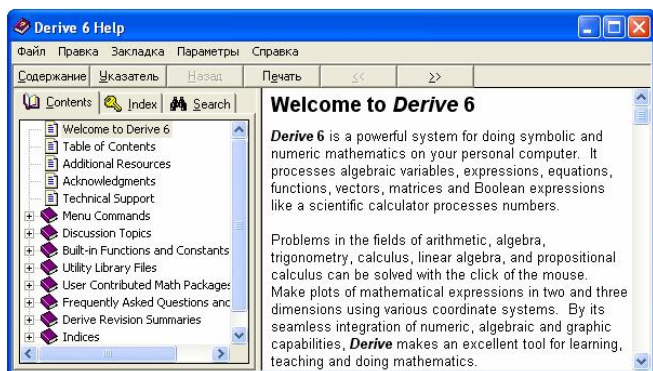 Derive 6 Help
Файл Правка Закладка Параметры Справка
Содержание Указатель Назад Печать << >>
Contents Index Search
Welcome to Derive 6
Table of Contents
Additional Resources
Acknowledgments
Technical Support
Menu Commands
Discussion Topics
Built-in Functions and Constants
Utility Library Files
User Contributed Math Packages
Frequently Asked Questions and
Derive Revision Summaries
Indices
Welcome to Derive 6
Derive 6 is a powerful system for doing symbolic and
numeric mathematics on your personal computer. It
processes algebraic variables, expressions, equations,
functions, vectors, matrices and Boolean expressions
like a scientific calculator processes numbers.
Problems in the fields of arithmetic, algebra,
trigonometry, calculus, linear algebra, and propositional
calculus can be solved with the click of the mouse.
Make plots of mathematical expressions in two and three
dimensions using various coordinate systems. By its
seamless integration of numeric, algebraic and graphic
capabilities, Derive makes an excellent tool for learning,
teaching and doing mathematics.